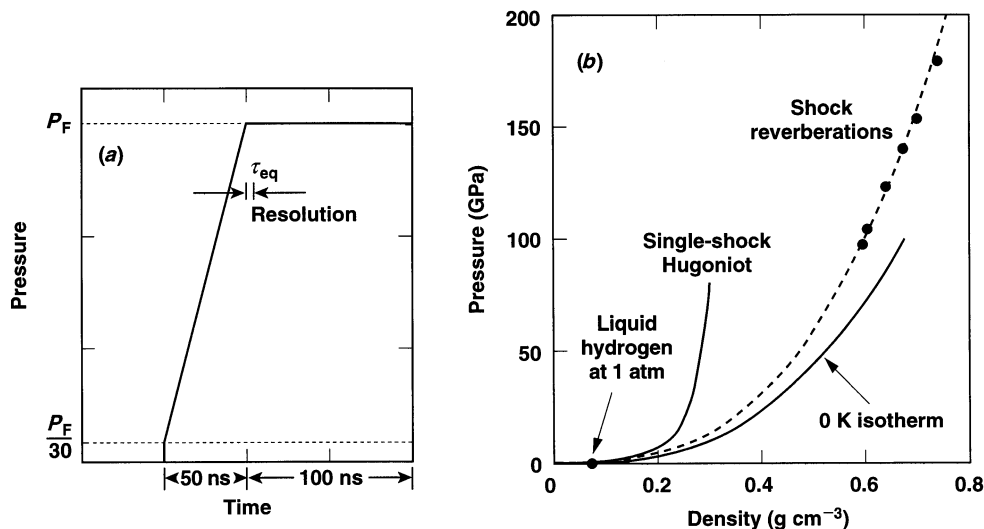 (a)
Pressure
P_F
P_F/30
τ_eq
Resolution
50 ns
100 ns
Time
(b)
Pressure (GPa)
200
150
100
50
0
Shock
reverberations
Single-shock
Hugoniot
Liquid
hydrogen
at 1 atm
0 K isotherm
0
0.2
0.4
0.6
0.8
Density (g cm⁻³)